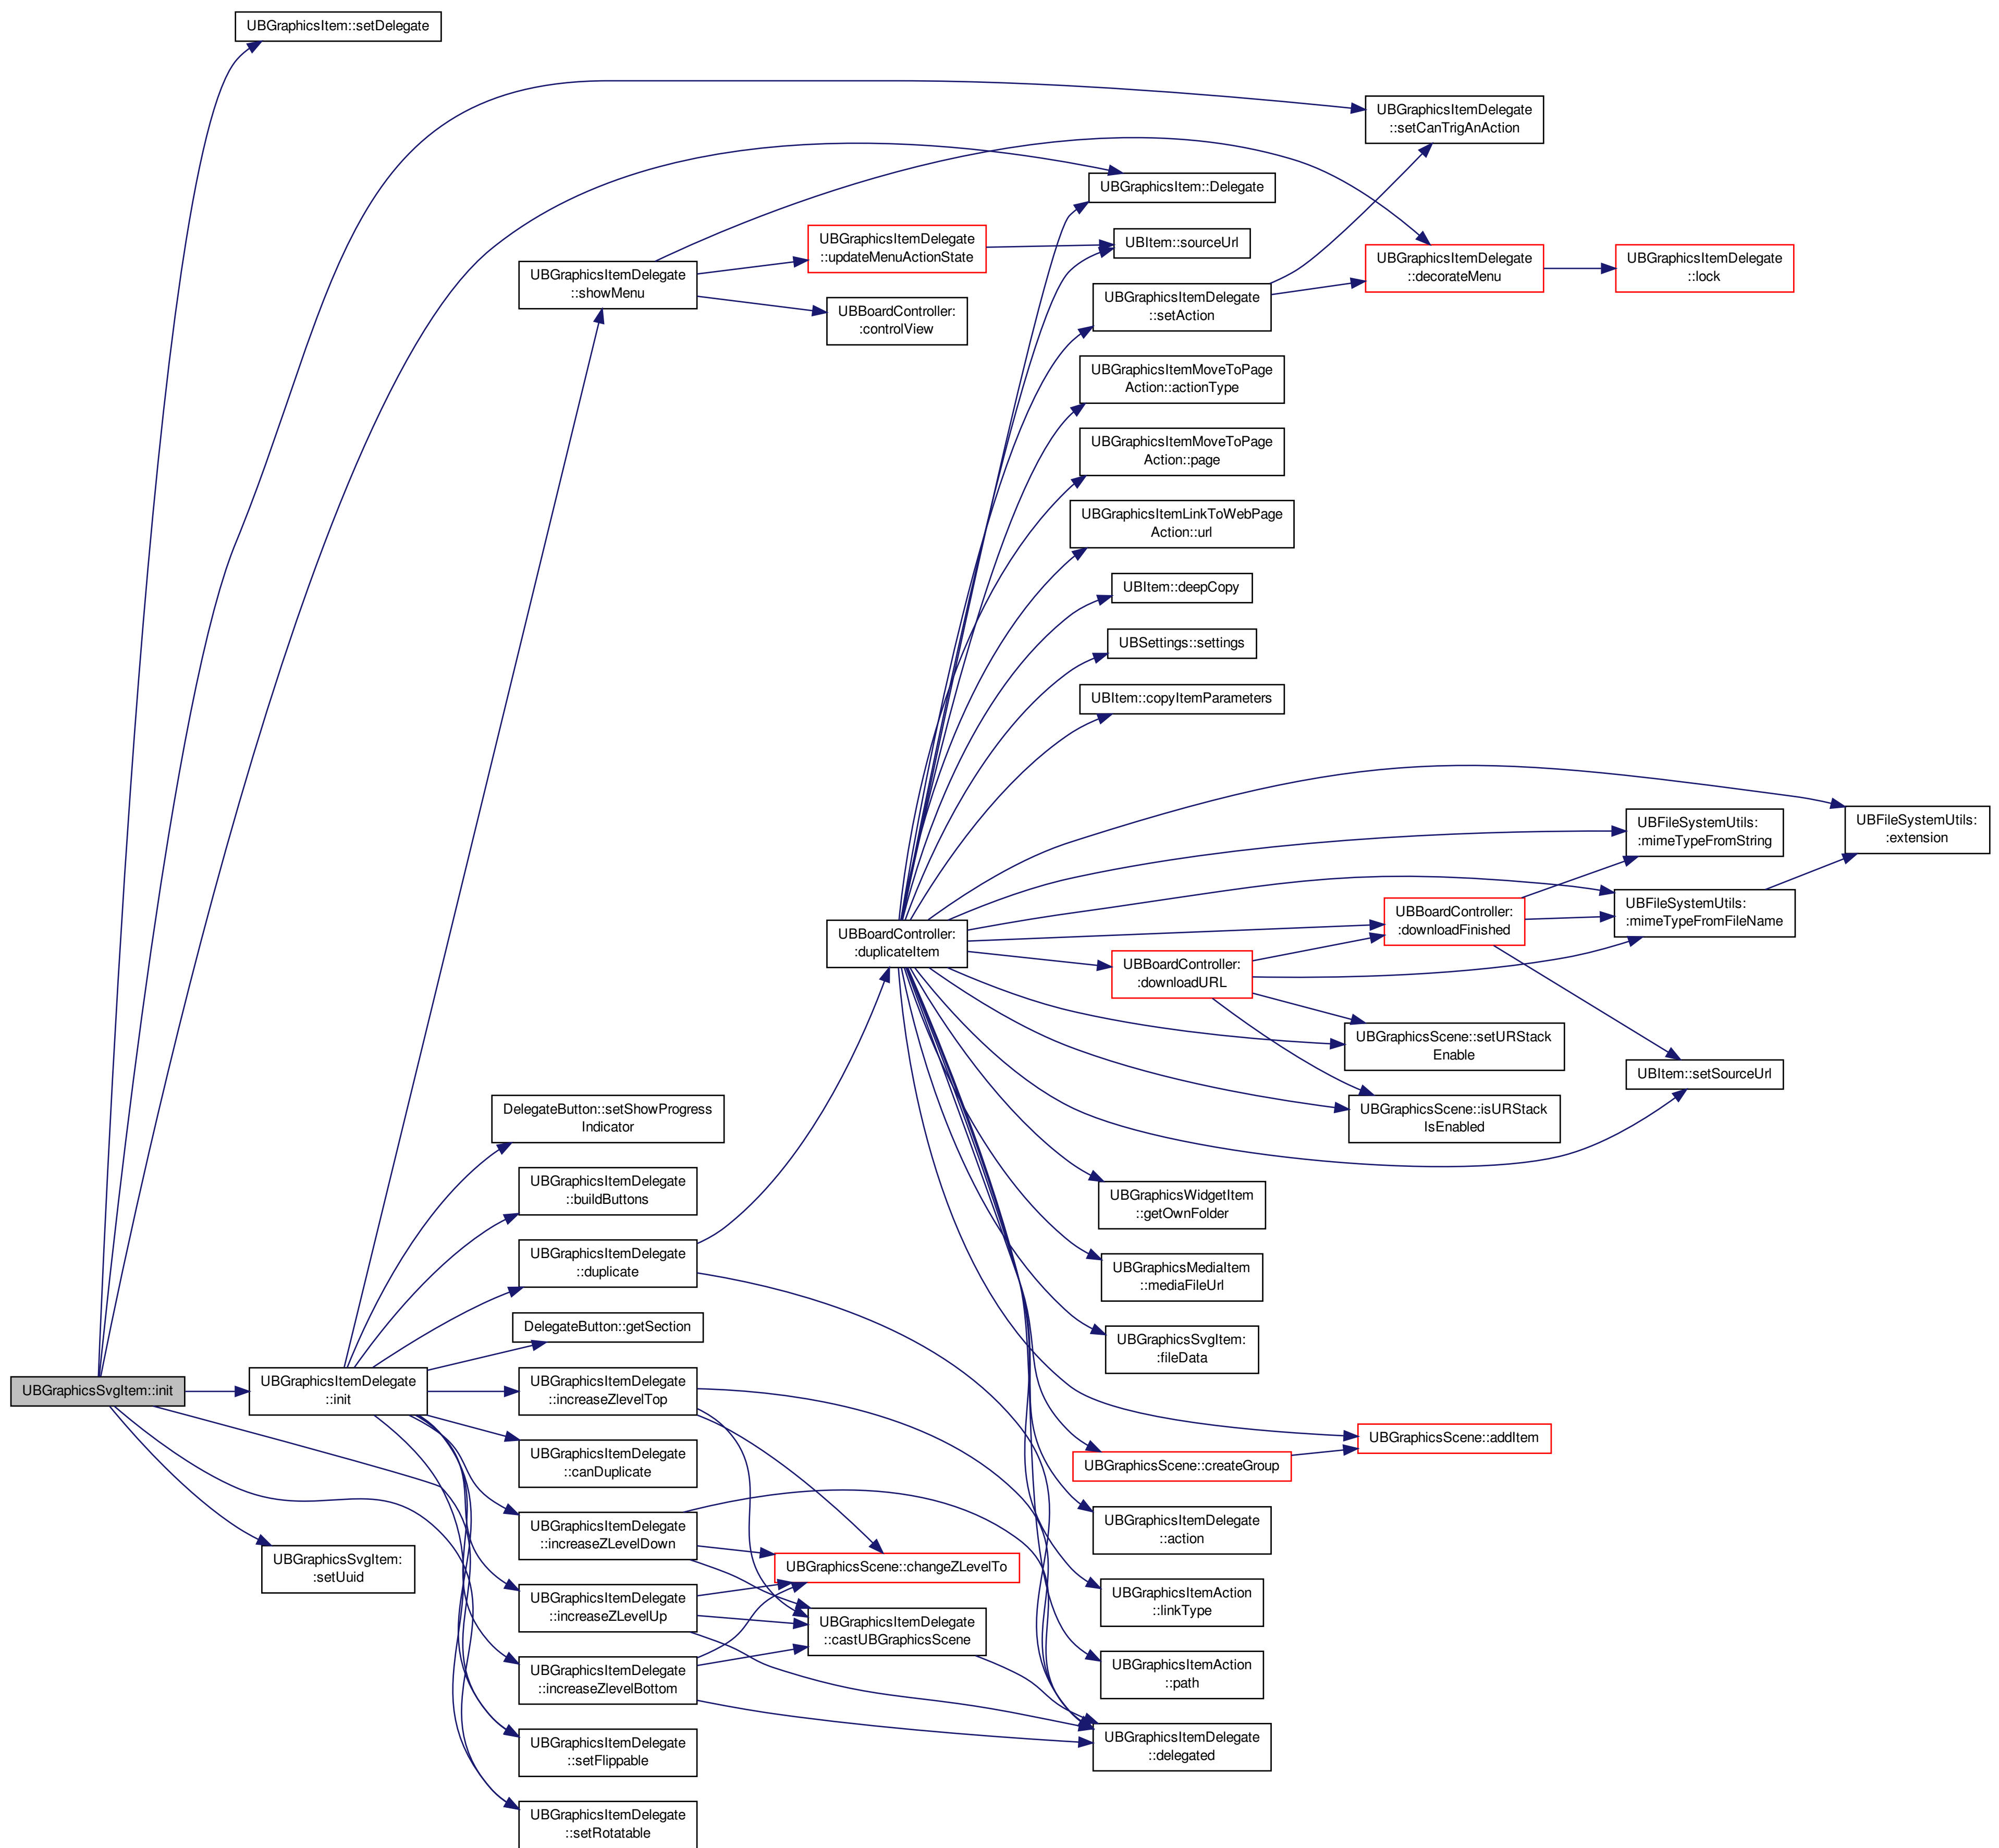 UBGraphicsItem::setDelegate
UBGraphicsItemDelegate
::setCanTrigAnAction
UBGraphicsItem::Delegate
UBItem::sourceUrl
UBGraphicsItemDelegate
::updateMenuActionState
UBGraphicsItemDelegate
::decorateMenu
UBGraphicsItemDelegate
::lock
UBGraphicsItemDelegate
::showMenu
UBGraphicsItemDelegate
::setAction
UBBoardController:
:controlView
UBGraphicsItemMoveToPage
Action::actionType
UBGraphicsItemMoveToPage
Action::page
UBGraphicsItemLinkToWebPage
Action::url
UBItem::deepCopy
UBSettings::settings
UBItem::copyItemParameters
UBFileSystemUtils:
:mimeTypeFromString
UBFileSystemUtils:
:extension
UBBoardController:
:downloadFinished
UBFileSystemUtils:
:mimeTypeFromFileName
UBBoardController:
:duplicateItem
UBBoardController:
:downloadURL
UBGraphicsScene::setURStack
Enable
UBItem::setSourceUrl
UBGraphicsScene::isURStack
IsEnabled
DelegateButton::setShowProgress
Indicator
UBGraphicsItemDelegate
::buildButtons
UBGraphicsWidgetItem
::getOwnFolder
UBGraphicsItemDelegate
::duplicate
UBGraphicsMediaItem
::mediaFileUrl
DelegateButton::getSection
UBGraphicsSvgItem:
:fileData
UBGraphicsSvgItem::init
UBGraphicsItemDelegate
::init
UBGraphicsItemDelegate
::increaseZlevelTop
UBGraphicsScene::addItem
UBGraphicsItemDelegate
::canDuplicate
UBGraphicsScene::createGroup
UBGraphicsItemDelegate
::increaseZLevelDown
UBGraphicsItemDelegate
::action
UBGraphicsSvgItem:
:setUuid
UBGraphicsScene::changeZLevelTo
UBGraphicsItemDelegate
::increaseZLevelUp
UBGraphicsItemAction
::linkType
UBGraphicsItemDelegate
::castUBGraphicsScene
UBGraphicsItemDelegate
::increaseZlevelBottom
UBGraphicsItemAction
::path
UBGraphicsItemDelegate
::setFlippable
UBGraphicsItemDelegate
::delegated
UBGraphicsItemDelegate
::setRotatable